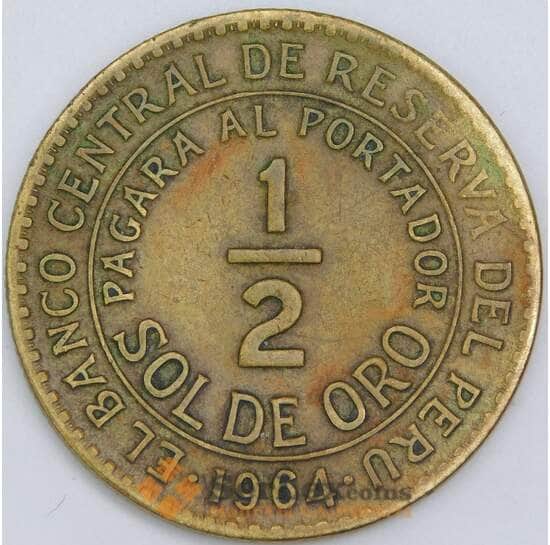 EL BANCO CENTRAL DE RESERVA DEL PERU
PAGARA AL PORTADOR
1/2
SOL DE ORO
·1964·